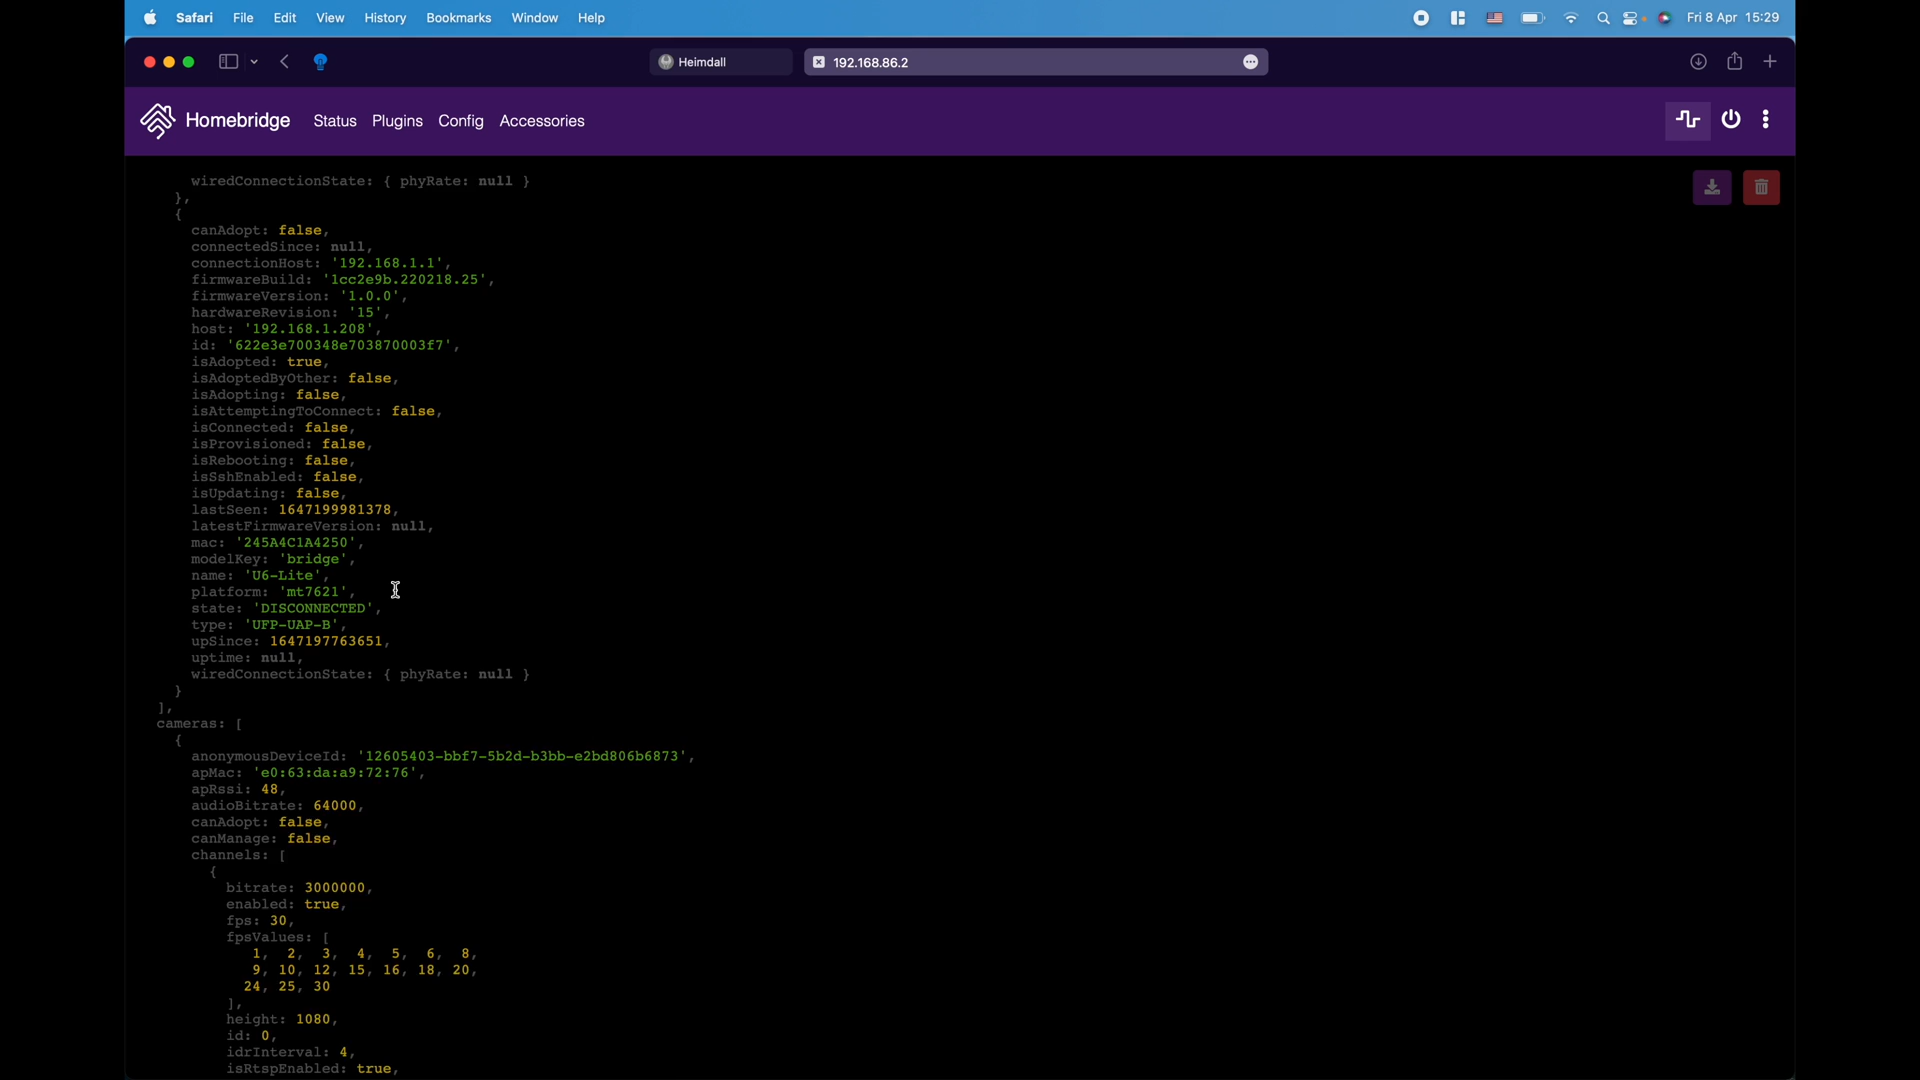 Safari File Edit View History Bookmarks Window Help Fri 8 Apr 15:29
Heimdall 192.168.86.2
Homebridge Status Plugins Config Accessories
wiredConnectionState: { phyRate: null }
},
{
canAdopt: false,
connectedSince: null,
connectionHost: '192.168.1.1',
firmwareBuild: '1cc2e9b.220218.25',
firmwareVersion: '1.0.0',
hardwareRevision: '15',
host: '192.168.1.208',
id: '622e3e700348e703870003f7',
isAdopted: true,
isAdoptedByOther: false,
isAdopting: false,
isAttemptingToConnect: false,
isConnected: false,
isProvisioned: false,
isRebooting: false,
isSshEnabled: false,
isUpdating: false,
lastSeen: 1647199981378,
latestFirmwareVersion: null,
mac: '245A4C1A4250',
modelKey: 'bridge',
name: 'U6-Lite',
platform: 'mt7621',
state: 'DISCONNECTED',
type: 'UFP-UAP-B',
upSince: 1647197763651,
uptime: null,
wiredConnectionState: { phyRate: null }
}
],
cameras: [
{
anonymousDeviceId: '12605403-bbf7-5b2d-b3bb-e2bd806b6873',
apMac: 'e0:63:da:a9:72:76',
apRssi: 48,
audioBitrate: 64000,
canAdopt: false,
canManage: false,
channels: [
{
bitrate: 3000000,
enabled: true,
fps: 30,
fpsValues: [
1, 2, 3, 4, 5, 6, 8,
9, 10, 12, 15, 16, 18, 20,
24, 25, 30
],
height: 1080,
id: 0,
idrInterval: 4,
isRtspEnabled: true,